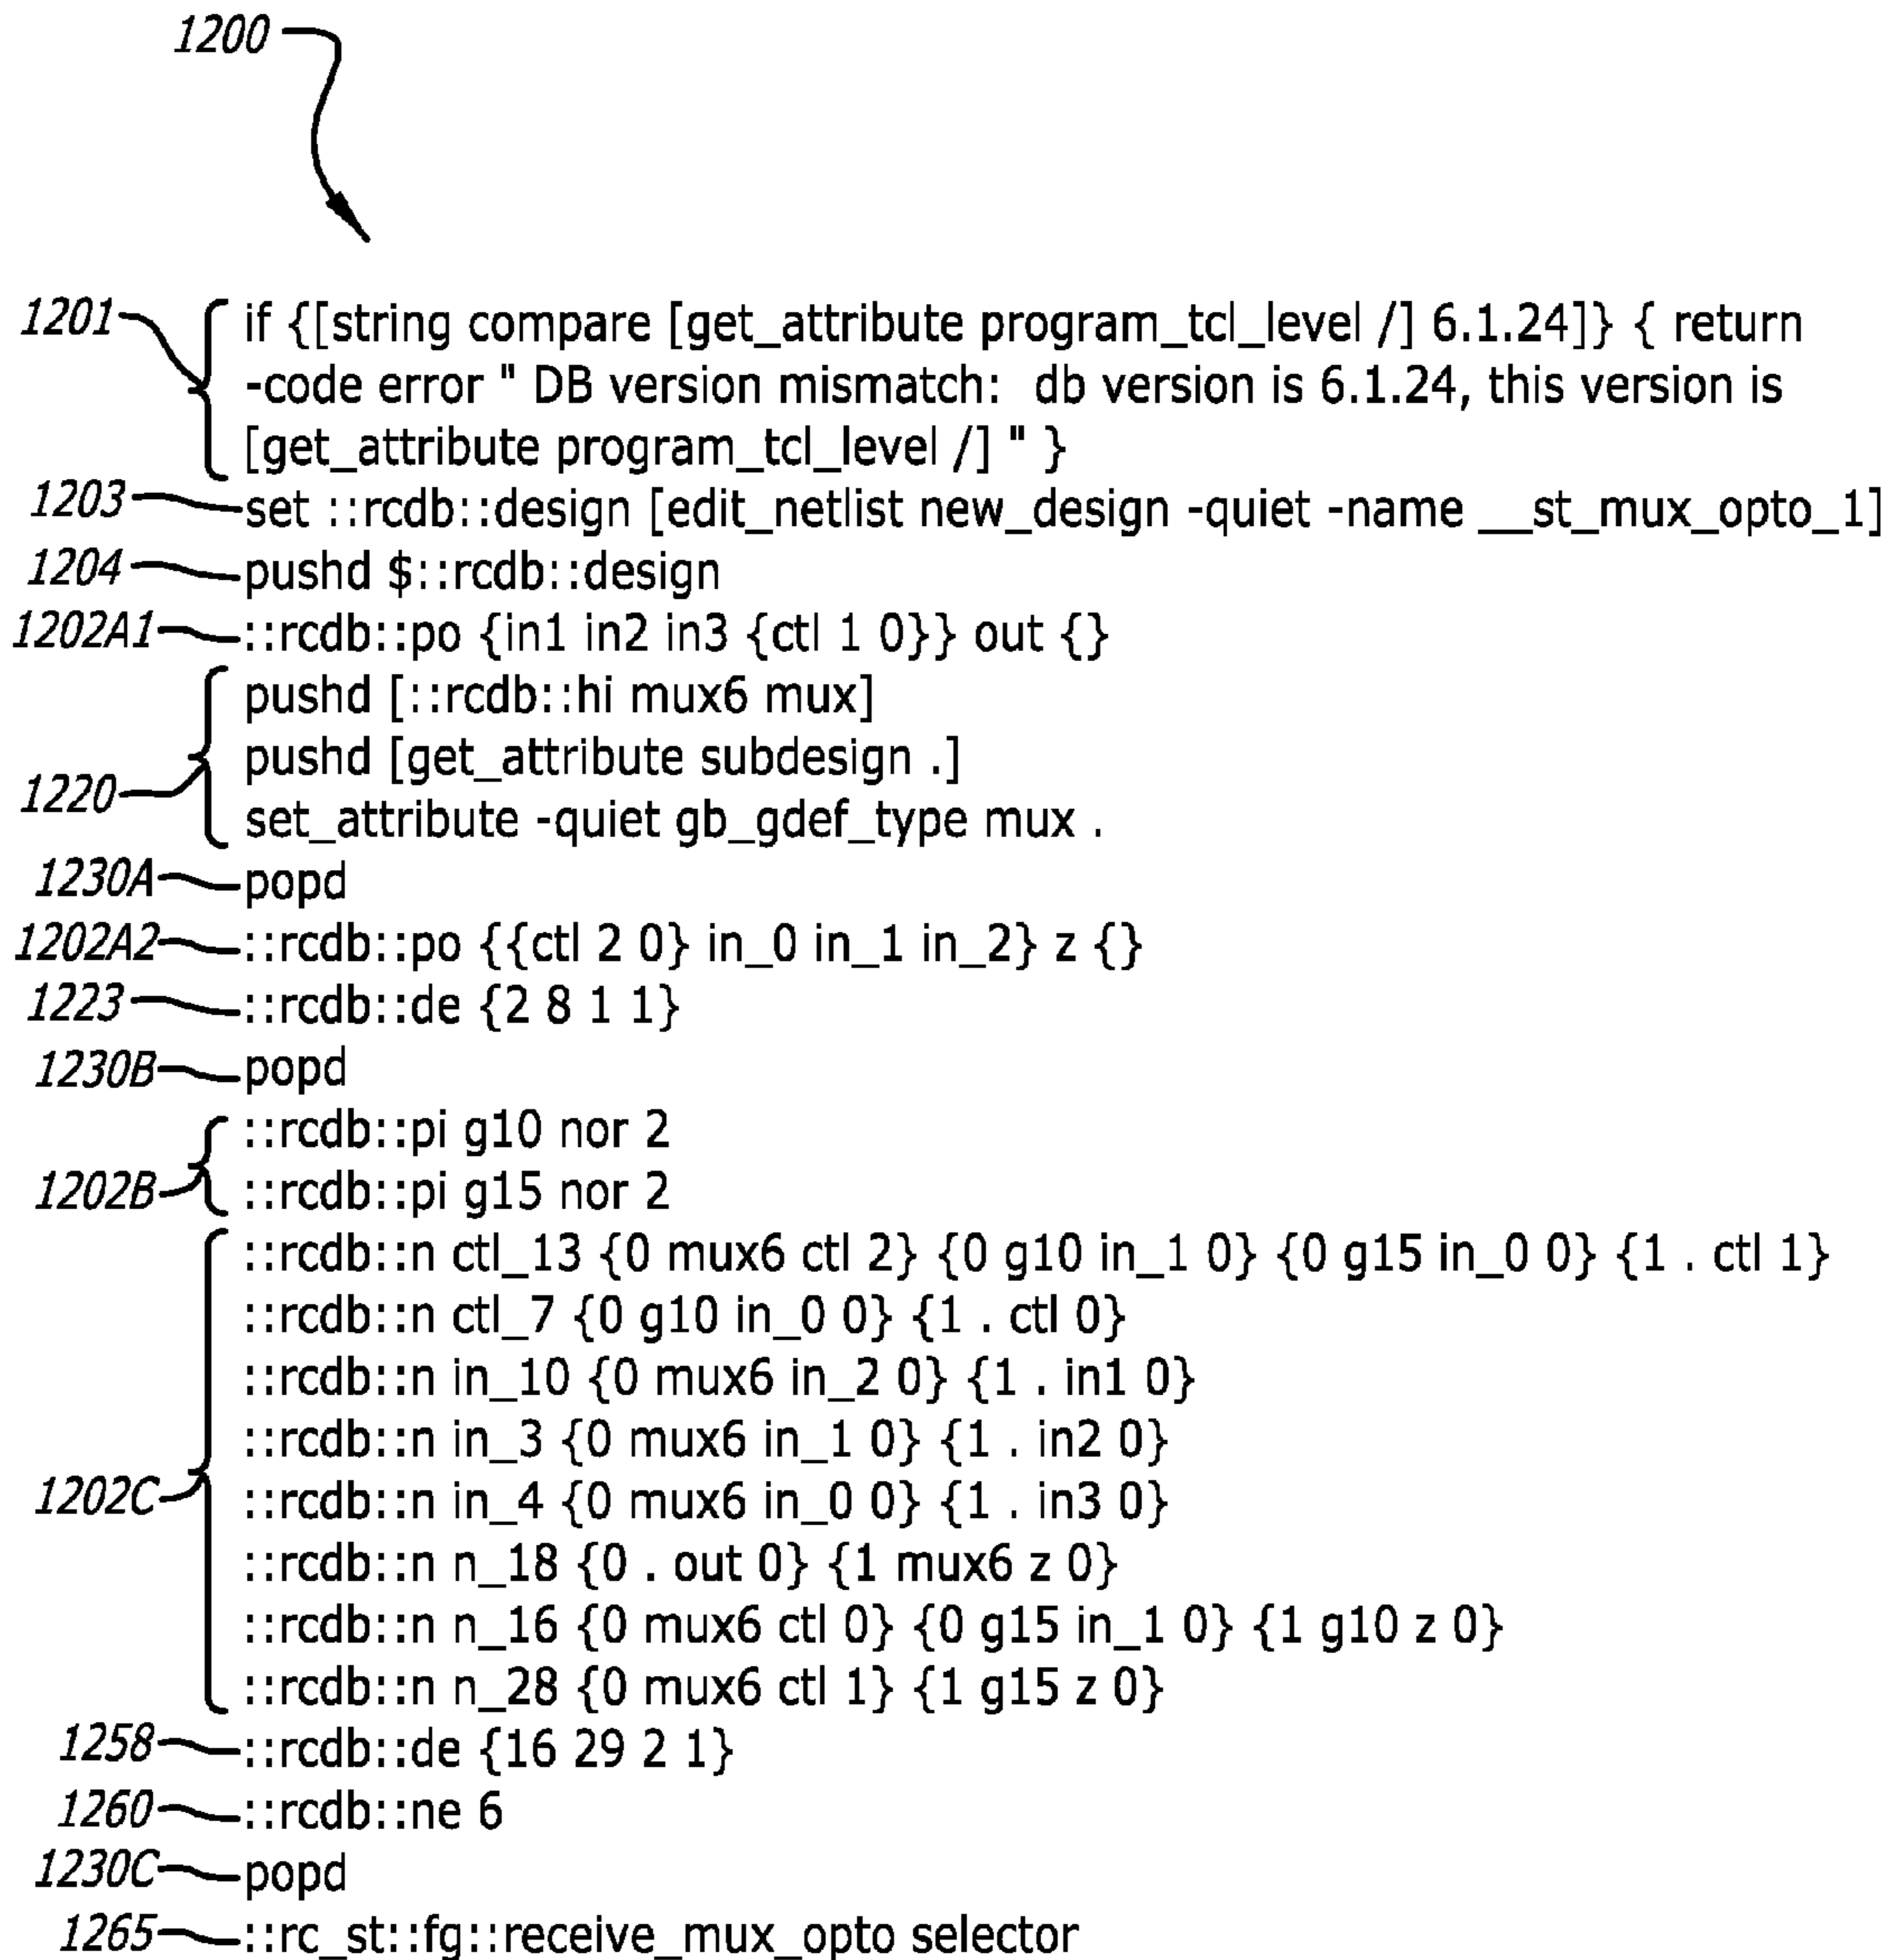 1200
1201 if {[string compare [get_attribute program_tcl_level /] 6.1.24]} { return
-code error " DB version mismatch:  db version is 6.1.24, this version is
[get_attribute program_tcl_level /] " }
1203 set ::rcdb::design [edit_netlist new_design -quiet -name __st_mux_opto_1]
1204 pushd $::rcdb::design
1202A1 ::rcdb::po {in1 in2 in3 {ctl 1 0}} out {}
pushd [::rcdb::hi mux6 mux]
pushd [get_attribute subdesign .]
1220 set_attribute -quiet gb_gdef_type mux .
1230A popd
1202A2 ::rcdb::po {{ctl 2 0} in_0 in_1 in_2} z {}
1223 ::rcdb::de {2 8 1 1}
1230B popd
::rcdb::pi g10 nor 2
1202B ::rcdb::pi g15 nor 2
::rcdb::n ctl_13 {0 mux6 ctl 2} {0 g10 in_1 0} {0 g15 in_0 0} {1 . ctl 1}
::rcdb::n ctl_7 {0 g10 in_0 0} {1 . ctl 0}
::rcdb::n in_10 {0 mux6 in_2 0} {1 . in1 0}
::rcdb::n in_3 {0 mux6 in_1 0} {1 . in2 0}
1202C ::rcdb::n in_4 {0 mux6 in_0 0} {1 . in3 0}
::rcdb::n n_18 {0 . out 0} {1 mux6 z 0}
::rcdb::n n_16 {0 mux6 ctl 0} {0 g15 in_1 0} {1 g10 z 0}
::rcdb::n n_28 {0 mux6 ctl 1} {1 g15 z 0}
1258 ::rcdb::de {16 29 2 1}
1260 ::rcdb::ne 6
1230C popd
1265 ::rc_st::fg::receive_mux_opto selector